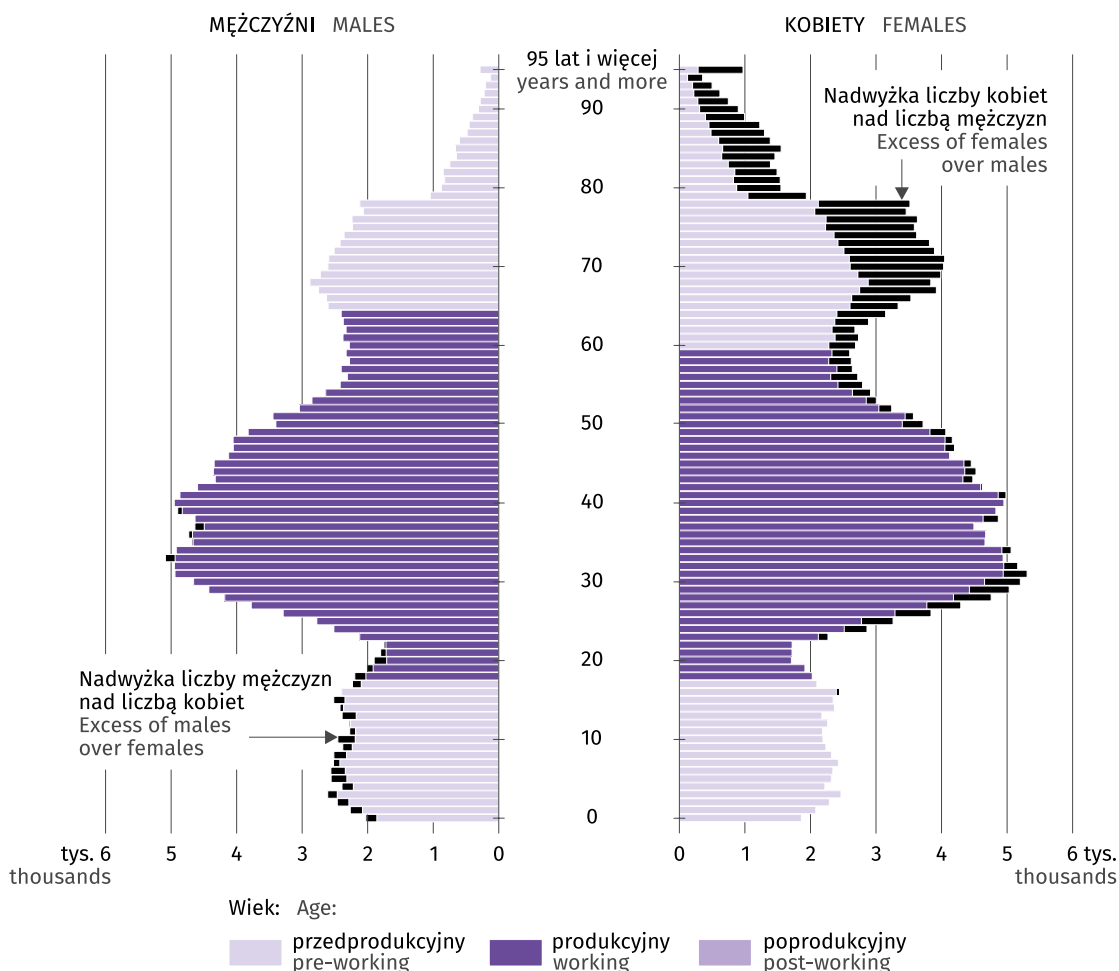 MĘŻCZYŹNI MALES
KOBIETY FEMALES
95 lat i więcej
years and more
90
80
70
60
50
40
30
20
10
0
Nadwyżka liczby kobiet
nad liczbą mężczyzn
Excess of females
over males
Nadwyżka liczby mężczyzn
nad liczbą kobiet
Excess of males
over females
tys. 6 5 4 3 2 1 0
thousands
0 1 2 3 4 5 6 tys.
thousands
Wiek: Age:
przedprodukcyjny
pre-working
produkcyjny
working
poprodukcyjny
post-working